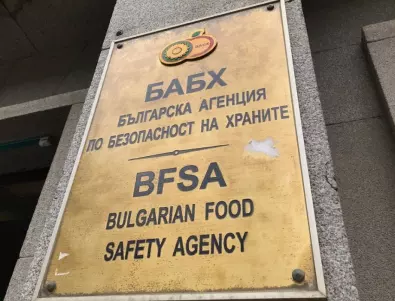 БАБХ
БЪЛГАРСКА АГЕНЦИЯ
ПО БЕЗОПАСНОСТ НА ХРАНИТЕ
BFSA
BULGARIAN FOOD
SAFETY AGENCY